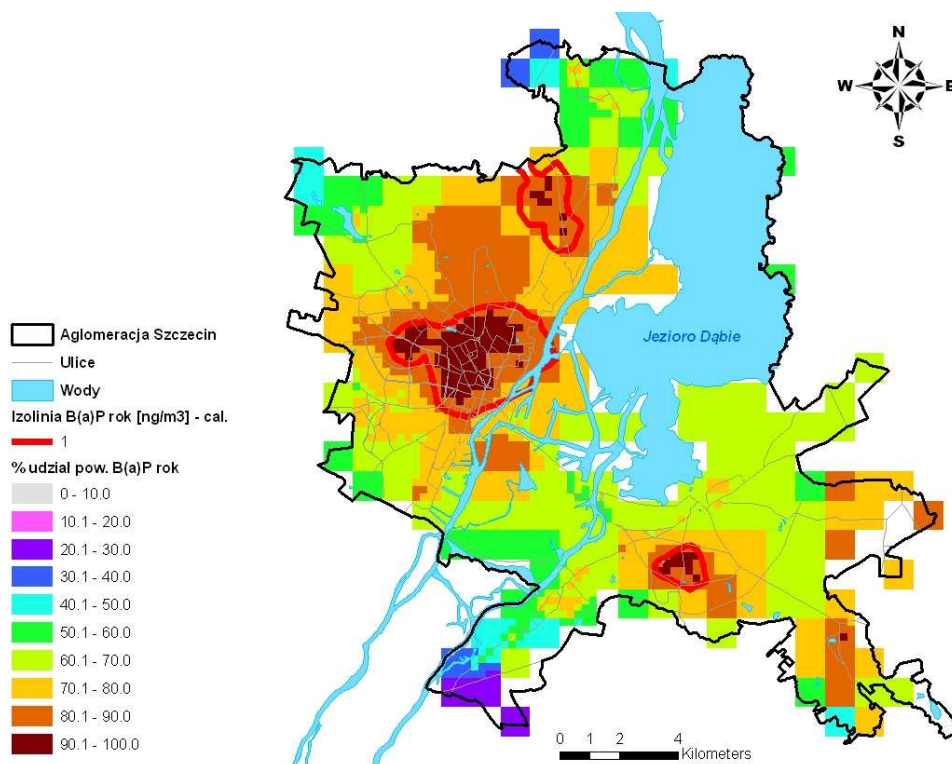 N
W E
S
Jezioro Dąbie
Aglomeracja Szczecin
Ulice
Wody
Izolinia B(a)P rok [ng/m3] - cal.
1
% udział pow. B(a)P rok
0 - 10.0
10.1 - 20.0
20.1 - 30.0
30.1 - 40.0
40.1 - 50.0
50.1 - 60.0
60.1 - 70.0
70.1 - 80.0
80.1 - 90.0
90.1 - 100.0
0 1 2 4
Kilometers